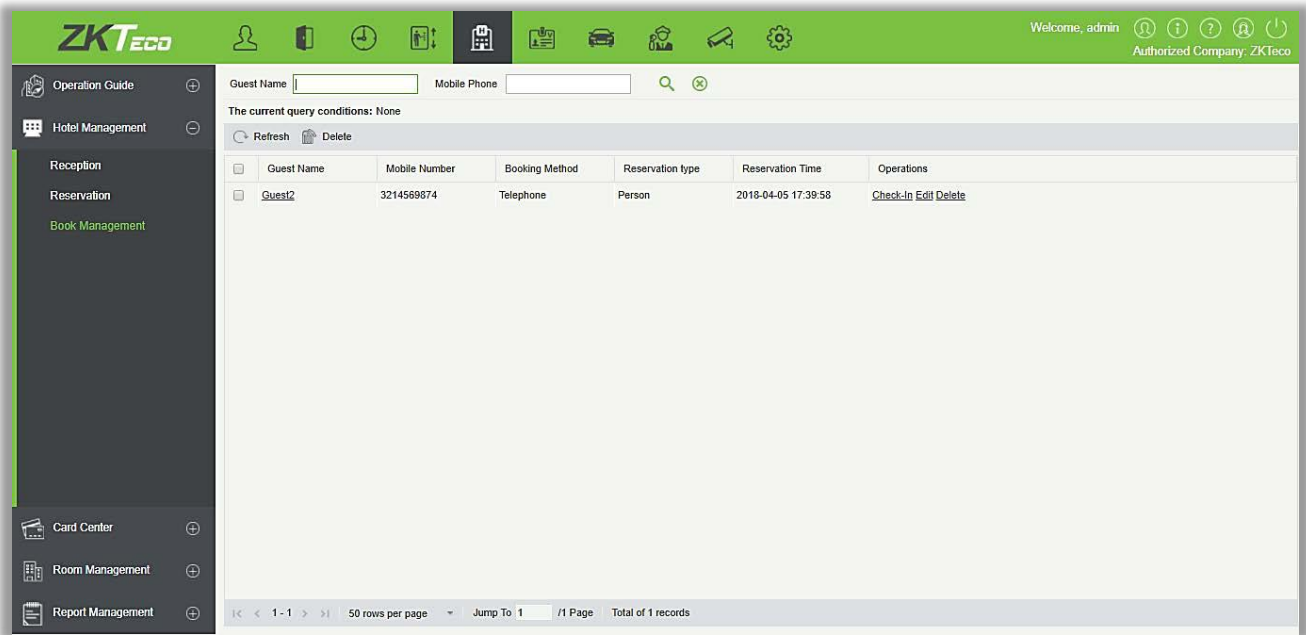 ZKTeco
Welcome, admin
Authorized Company: ZKTeco
Operation Guide
Hotel Management
Reception
Reservation
Book Management
Card Center
Room Management
Report Management
Guest Name Mobile Phone
The current query conditions: None
Refresh Delete
Guest Name Mobile Number Booking Method Reservation type Reservation Time Operations
Guest2 3214569874 Telephone Person 2018-04-05 17:39:58 Check-In Edit Delete
1 - 1 50 rows per page Jump To 1 /1 Page Total of 1 records